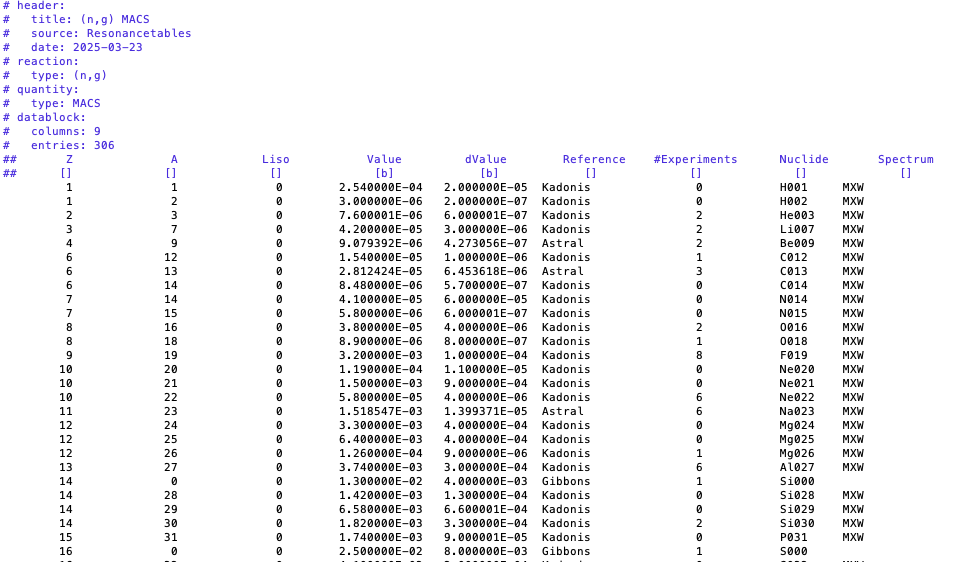 # header:
#   title: (n,g) MACS
#   source: Resonancetables
#   date: 2025-03-23
# reaction:
#   type: (n,g)
# quantity:
#   type: MACS
# datablock:
#   columns: 9
#   entries: 306
## Z A Liso Value dValue Reference #Experiments Nuclide Spectrum
## [] [] [] [b] [b] [] [] [] []
1 1 0 2.540000E-04 2.000000E-05 Kadonis 0 H001 MXW
1 2 0 3.000000E-06 2.000000E-07 Kadonis 0 H002 MXW
2 3 0 7.600001E-06 6.000001E-07 Kadonis 2 He003 MXW
3 7 0 4.200000E-05 3.000000E-06 Kadonis 2 Li007 MXW
4 9 0 9.079392E-06 4.273056E-07 Astral 2 Be009 MXW
6 12 0 1.540000E-05 1.000000E-06 Kadonis 1 C012 MXW
6 13 0 2.812424E-05 6.453618E-06 Astral 3 C013 MXW
6 14 0 8.480000E-06 5.700000E-07 Kadonis 0 C014 MXW
7 14 0 4.100000E-05 6.000000E-05 Kadonis 0 N014 MXW
7 15 0 5.800000E-06 6.000001E-07 Kadonis 0 N015 MXW
8 16 0 3.800000E-05 4.000000E-06 Kadonis 2 O016 MXW
8 18 0 8.900000E-06 8.000000E-07 Kadonis 1 O018 MXW
9 19 0 3.200000E-03 1.000000E-04 Kadonis 8 F019 MXW
10 20 0 1.190000E-04 1.100000E-05 Kadonis 0 Ne020 MXW
10 21 0 1.500000E-03 9.000000E-04 Kadonis 0 Ne021 MXW
10 22 0 5.800000E-05 4.000000E-06 Kadonis 6 Ne022 MXW
11 23 0 1.518547E-03 1.399371E-05 Astral 6 Na023 MXW
12 24 0 3.300000E-03 4.000000E-04 Kadonis 0 Mg024 MXW
12 25 0 6.400000E-03 4.000000E-04 Kadonis 0 Mg025 MXW
12 26 0 1.260000E-04 9.000000E-06 Kadonis 1 Mg026 MXW
13 27 0 3.740000E-03 3.000000E-04 Kadonis 6 Al027 MXW
14 0 0 1.300000E-02 4.000000E-03 Gibbons 1 Si000
14 28 0 1.420000E-03 1.300000E-04 Kadonis 0 Si028 MXW
14 29 0 6.580000E-03 6.600001E-04 Kadonis 0 Si029 MXW
14 30 0 1.820000E-03 3.300000E-04 Kadonis 2 Si030 MXW
15 31 0 1.740000E-03 9.000001E-05 Kadonis 0 P031 MXW
16 0 0 2.500000E-02 8.000000E-03 Gibbons 1 S000